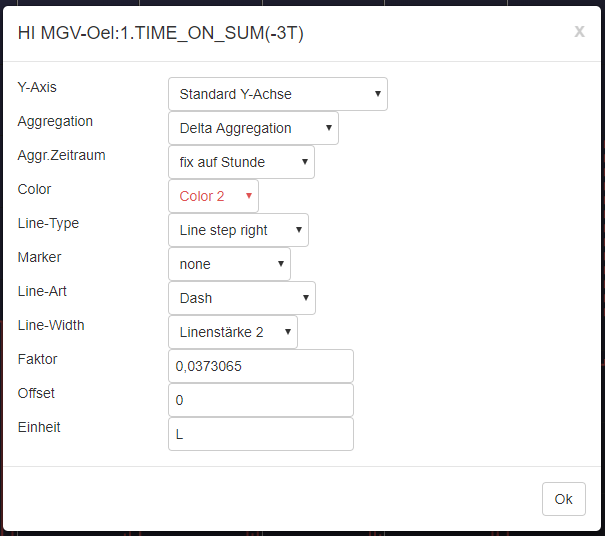 HI MGV-Oel:1.TIME_ON_SUM(-3T)
x
Y-Axis Standard Y-Achse
Aggregation Delta Aggregation
Aggr.Zeitraum fix auf Stunde
Color Color 2
Line-Type Line step right
Marker none
Line-Art Dash
Line-Width Linenstärke 2
Faktor 0,0373065
Offset 0
Einheit L
Ok